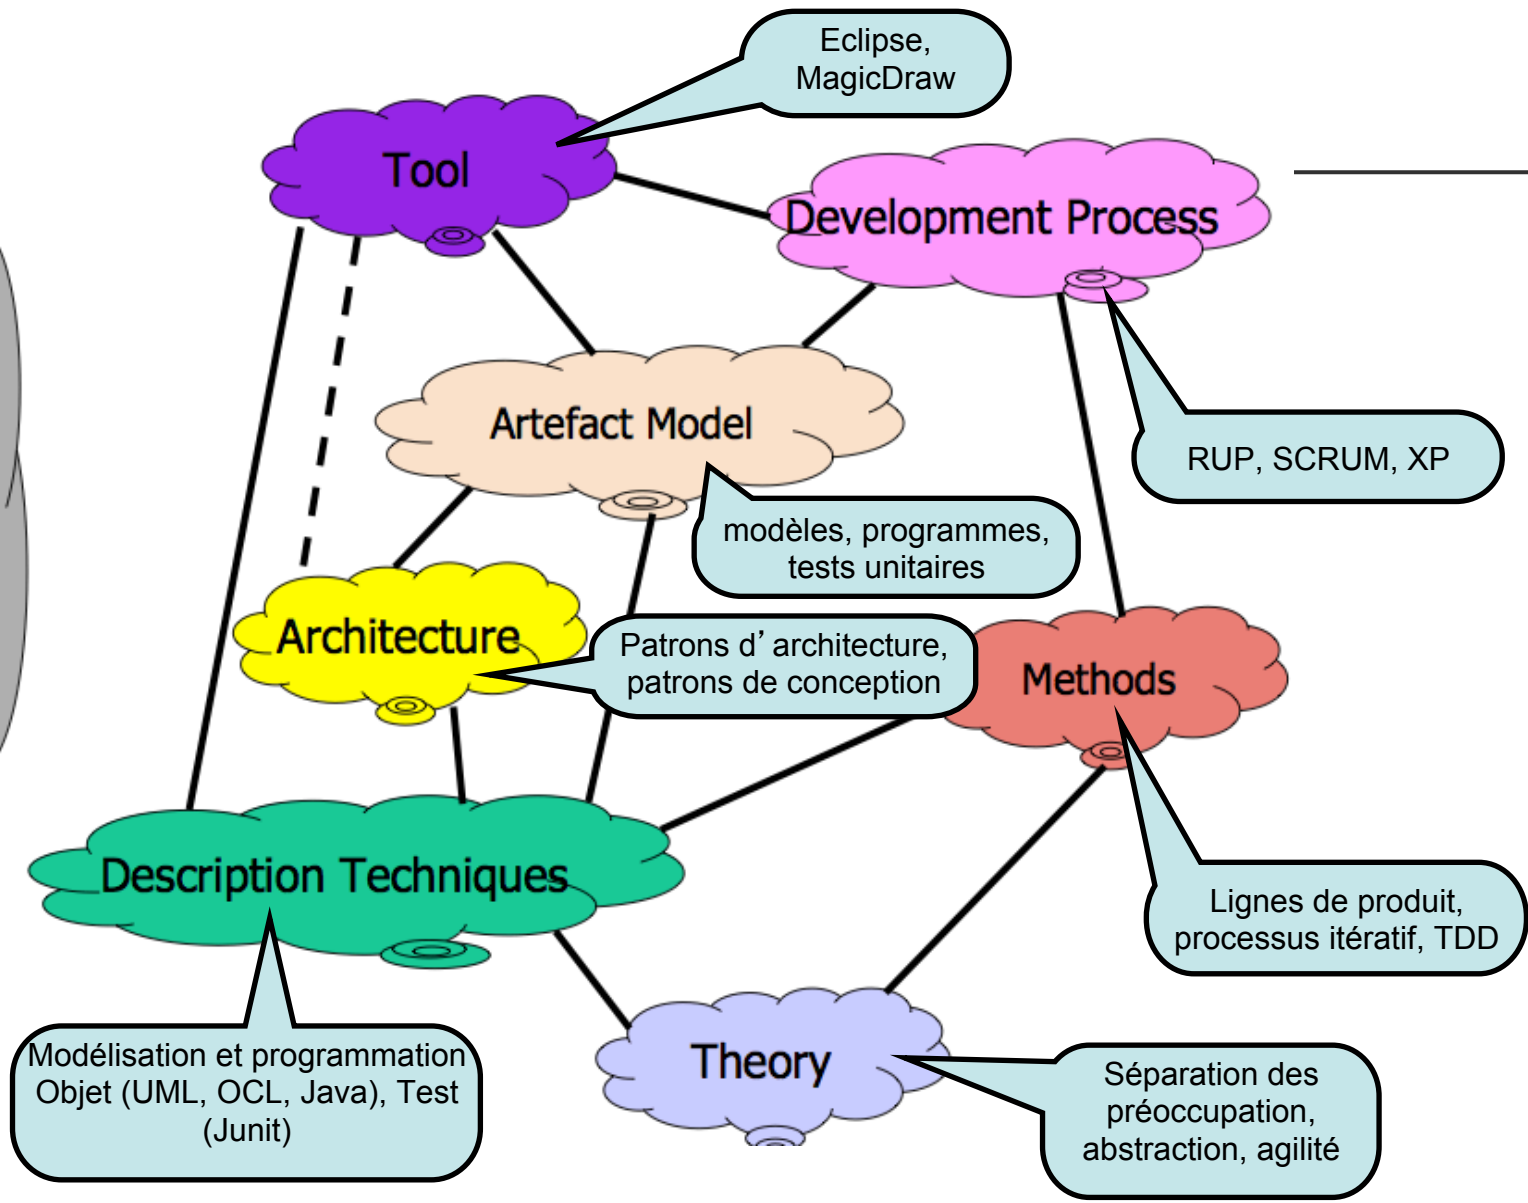 Eclipse,
MagicDraw
Tool
Development Process
Artefact Model
RUP, SCRUM, XP
modèles, programmes,
tests unitaires
Architecture
Patrons d’ architecture,
patrons de conception
Methods
Description Techniques
Lignes de produit,
processus itératif, TDD
Modélisation et programmation
Objet (UML, OCL, Java), Test
(Junit)
Theory
Séparation des
préoccupation,
abstraction, agilité